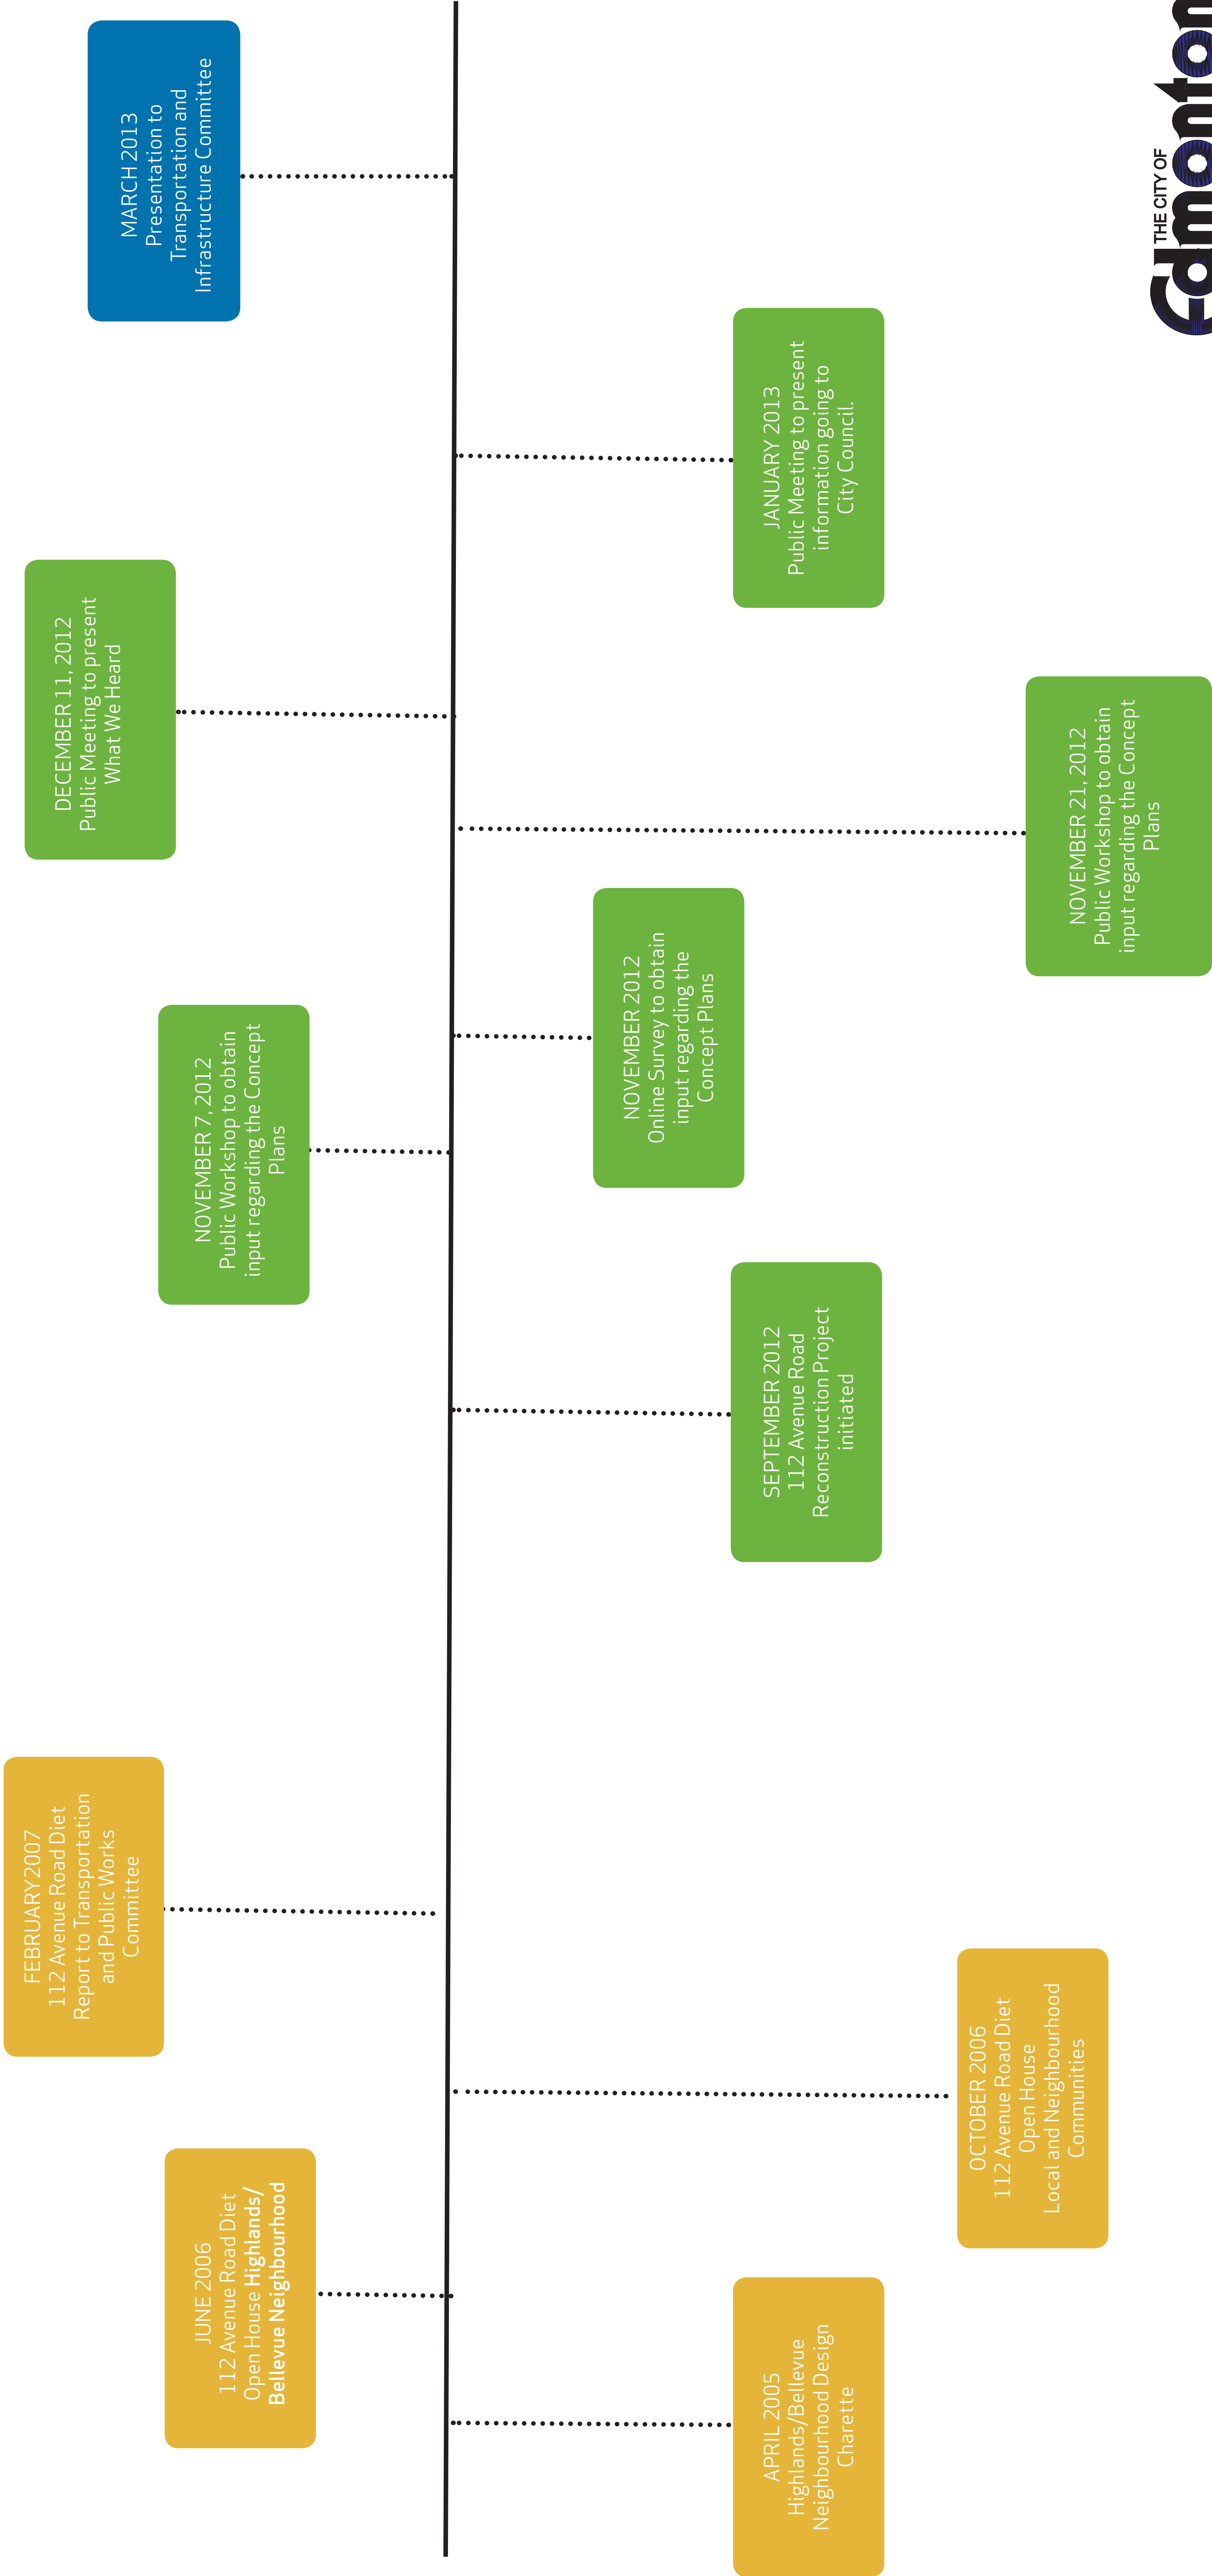 APRIL 2005
Highlands/Bellevue
Neighbourhood Design
Charette
JUNE 2006
112 Avenue Road Diet
Open House Highlands/
Bellevue Neighbourhood
OCTOBER 2006
112 Avenue Road Diet
Open House
Local and Neighbourhood
Communities
FEBRUARY2007
112 Avenue Road Diet
Report to Transportation
and Public Works
Committee
SEPTEMBER 2012
112 Avenue Road
Reconstruction Project
initiated
NOVEMBER 7, 2012
Public Workshop to obtain
input regarding the Concept
Plans
NOVEMBER 2012
Online Survey to obtain
input regarding the
Concept Plans
NOVEMBER 21, 2012
Public Workshop to obtain
input regarding the Concept
Plans
DECEMBER 11, 2012
Public Meeting to present
What We Heard
JANUARY 2013
Public Meeting to present
information going to
City Council.
MARCH 2013
Presentation to
Transportation and
Infrastructure Committee
THE CITY OF
Edmonton